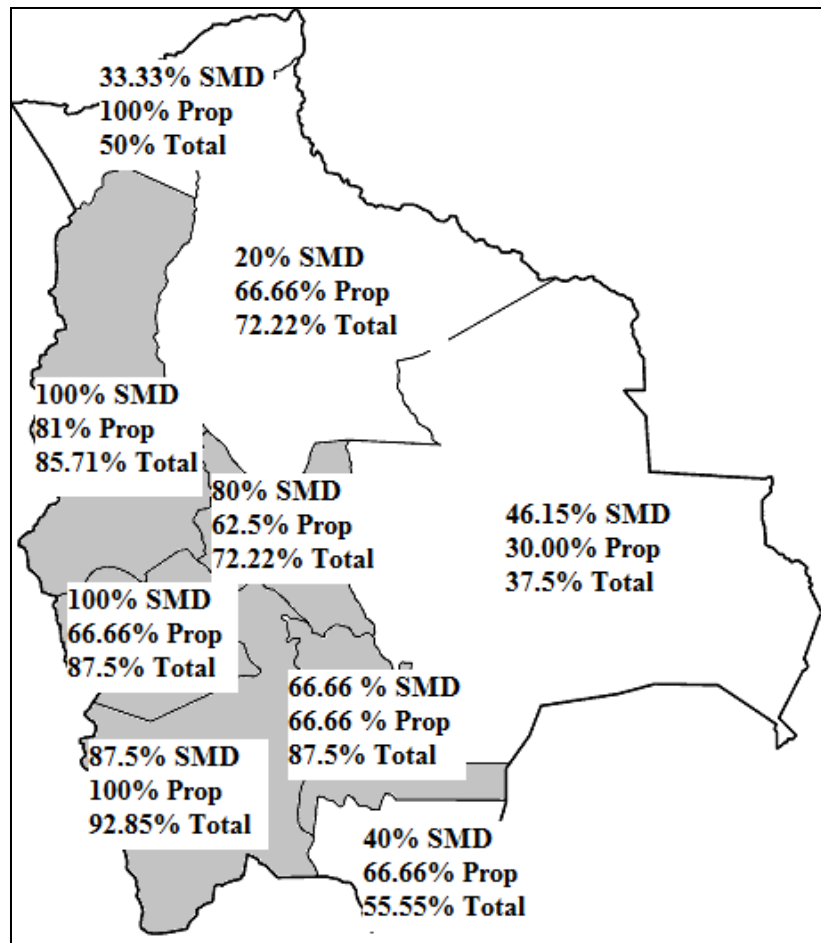 33.33% SMD
100% Prop
50% Total
20% SMD
66.66% Prop
72.22% Total
100% SMD
81% Prop
85.71% Total
80% SMD
62.5% Prop
72.22% Total
46.15% SMD
30.00% Prop
37.5% Total
100% SMD
66.66% Prop
87.5% Total
66.66 % SMD
66.66 % Prop
87.5% Total
87.5% SMD
100% Prop
92.85% Total
40% SMD
66.66% Prop
55.55% Total